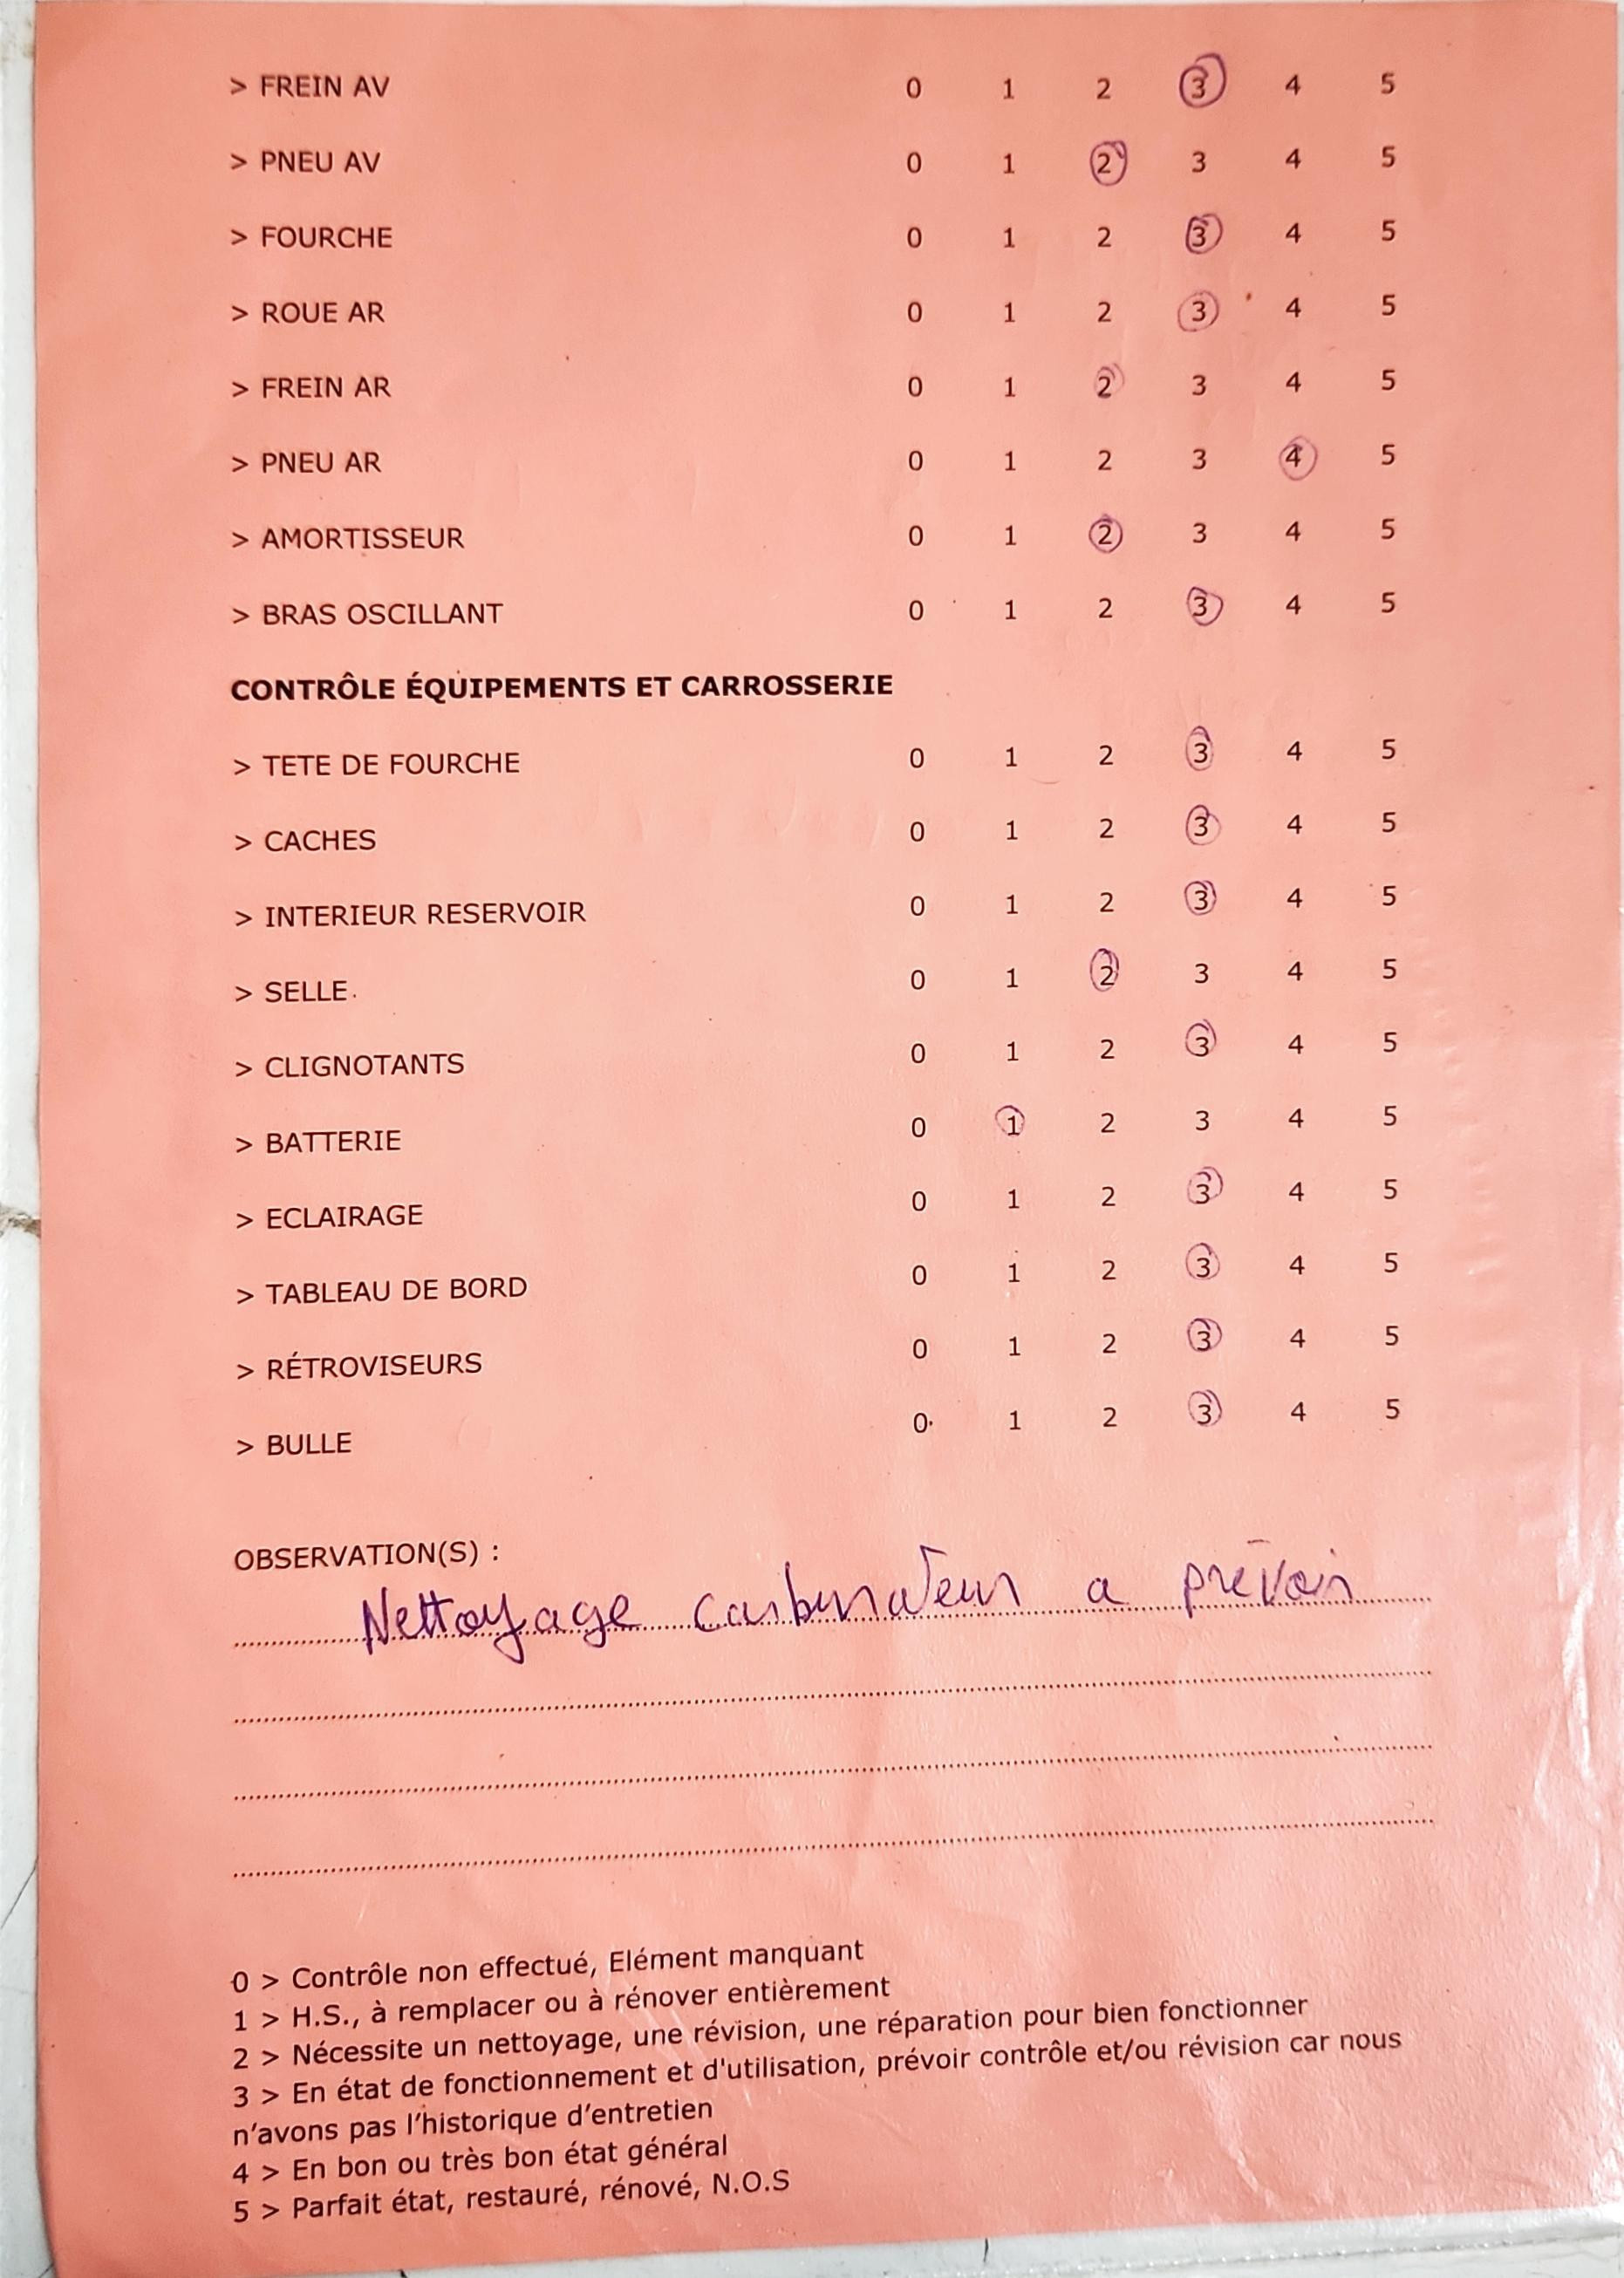 > FREIN AV 0 1 2 3 4 5
> PNEU AV 0 1 2 3 4 5
> FOURCHE 0 1 2 3 4 5
> ROUE AR 0 1 2 3 4 5
> FREIN AR 0 1 2 3 4 5
> PNEU AR 0 1 2 3 4 5
> AMORTISSEUR 0 1 2 3 4 5
> BRAS OSCILLANT 0 1 2 3 4 5
CONTRÔLE ÉQUIPEMENTS ET CARROSSERIE
> TETE DE FOURCHE 0 1 2 3 4 5
> CACHES 0 1 2 3 4 5
> INTERIEUR RESERVOIR 0 1 2 3 4 5
> SELLE 0 1 2 3 4 5
> CLIGNOTANTS 0 1 2 3 4 5
> BATTERIE 0 1 2 3 4 5
> ECLAIRAGE 0 1 2 3 4 5
> TABLEAU DE BORD 0 1 2 3 4 5
> RÉTROVISEURS 0 1 2 3 4 5
> BULLE 0 1 2 3 4 5
OBSERVATION(S) :
Nettoyage carburateur a prévoir
0 > Contrôle non effectué, Elément manquant
1 > H.S., à remplacer ou à rénover entièrement
2 > Nécessite un nettoyage, une révision, une réparation pour bien fonctionner
3 > En état de fonctionnement et d'utilisation, prévoir contrôle et/ou révision car nous
n'avons pas l'historique d'entretien
4 > En bon ou très bon état général
5 > Parfait état, restauré, rénové, N.O.S